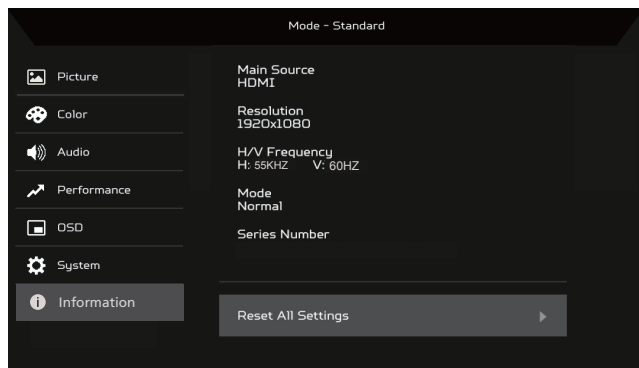 Mode - Standard
Picture
Color
Audio
Performance
OSD
System
Information
Main Source
HDMI
Resolution
1920x1080
H/V Frequency
H: 55KHZ V: 60HZ
Mode
Normal
Series Number
Reset All Settings